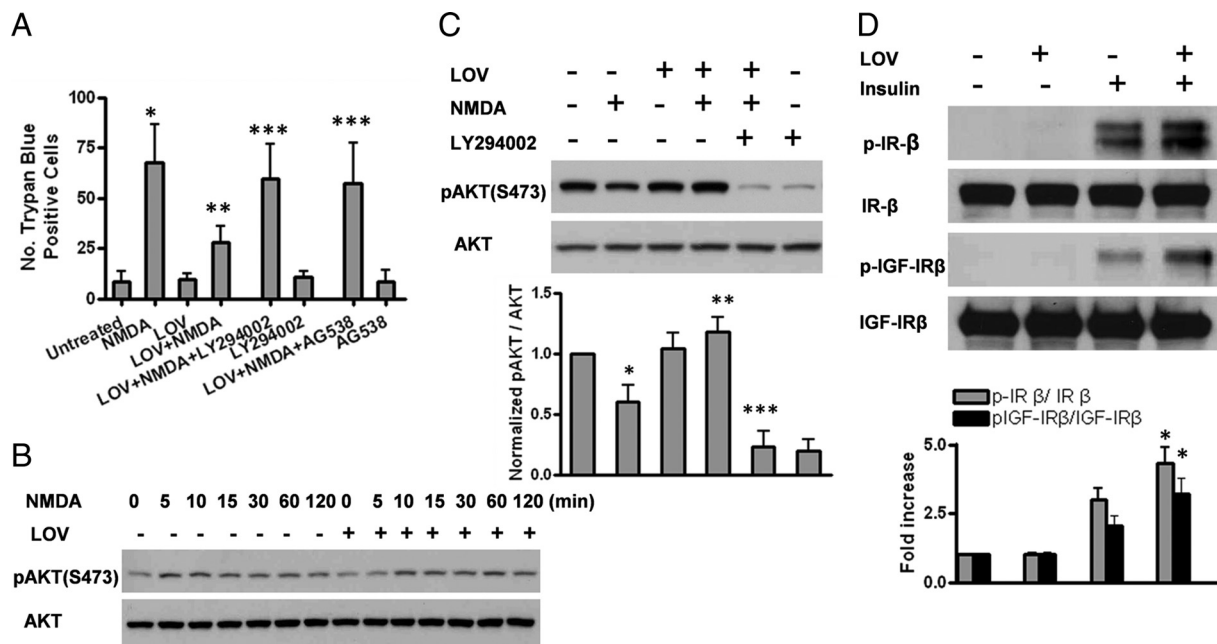 A
No. Trypan Blue
Positive Cells
100
75
50
25
0
*
**
***
***
Untreated
NMDA
LOV
LOV+NMDA
LOV+NMDA+LY294002
LY294002
LOV+NMDA+AG538
AG538
B
NMDA 0 5 10 15 30 60 120 0 5 10 15 30 60 120 (min)
LOV - - - - - - - + + + + + + +
pAKT(S473)
AKT
C
LOV - - + + + -
NMDA - + - + + -
LY294002 - - - - + +
pAKT(S473)
AKT
Normalized pAKT / AKT
1.5
1.0
0.5
0.0
*
**
***
D
LOV - + - +
Insulin - - + +
p-IR-β
IR-β
p-IGF-IRβ
IGF-IRβ
p-IR β/ IR β
pIGF-IRβ/IGF-IRβ
Fold increase
5.0
2.5
0.0
* *